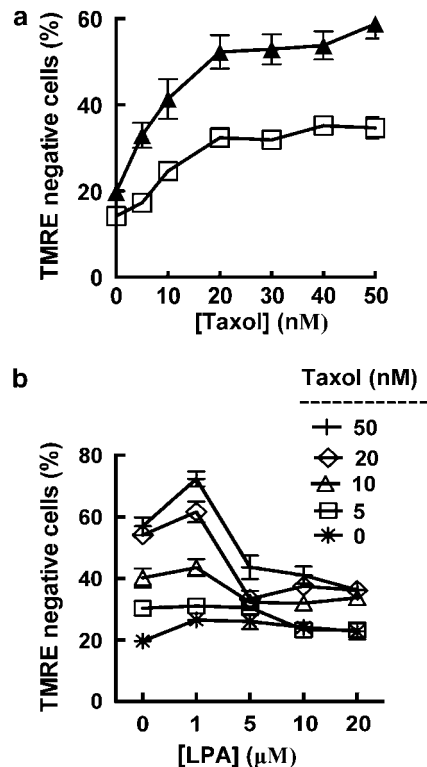 a
TMRE negative cells (%)
60
40
20
0
0 10 20 30 40 50
[Taxol] (nM)
b
Taxol (nM)
50
20
10
5
0
TMRE negative cells (%)
80
60
40
20
0
0 1 5 10 20
[LPA] (µM)